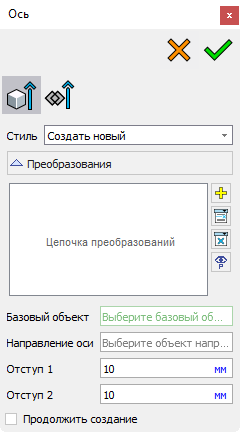 Ось
x
Стиль Создать новый
Преобразования
Цепочка преобразований
P
Базовый объект Выберите базовый об...
Направление оси Выберите объект напр...
Отступ 1 10 мм
Отступ 2 10 мм
Продолжить создание